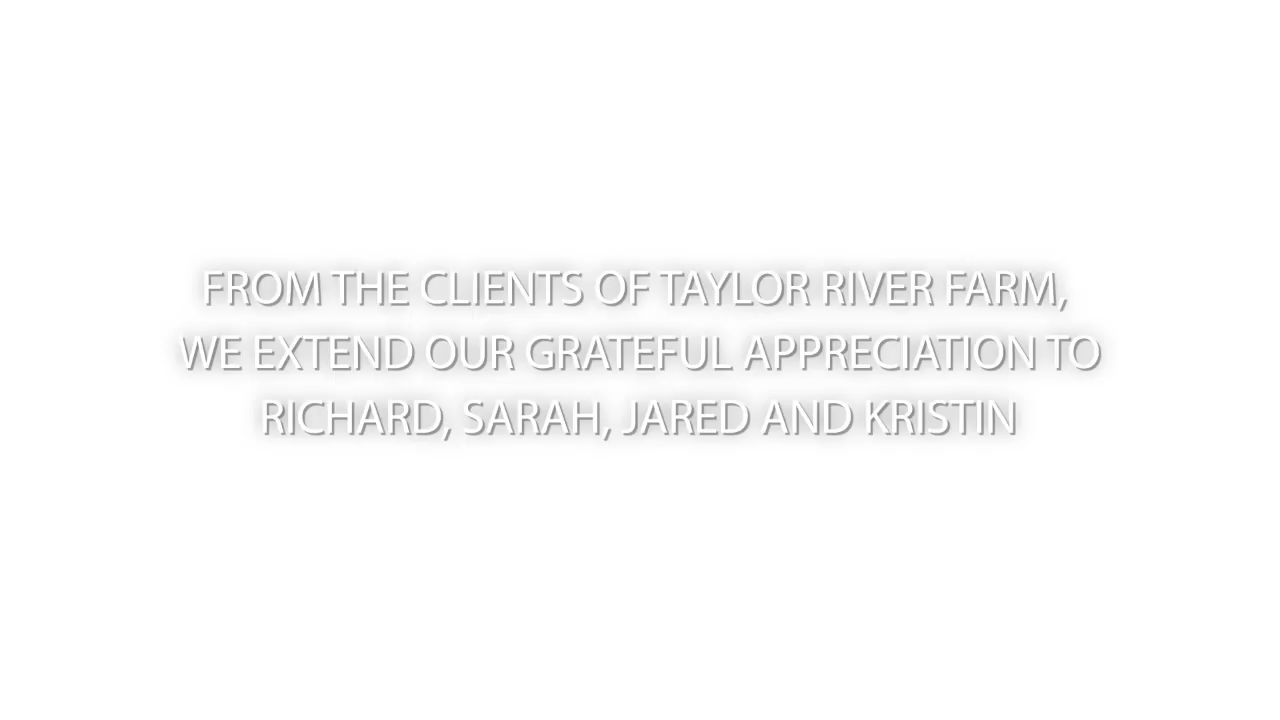 FROM THE CLIENTS OF TAYLOR RIVER FARM,
WE EXTEND OUR GRATEFUL APPRECIATION TO
RICHARD, SARAH, JARED AND KRISTIN